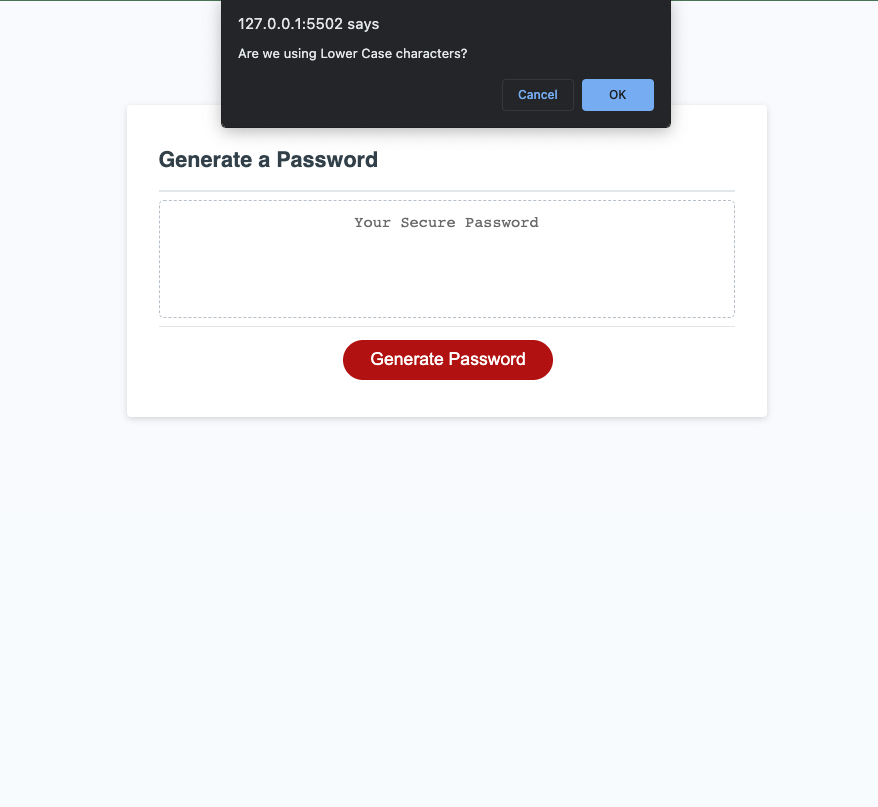 127.0.0.1:5502 says
Are we using Lower Case characters?
Cancel
OK
Generate a Password
Your Secure Password
Generate Password